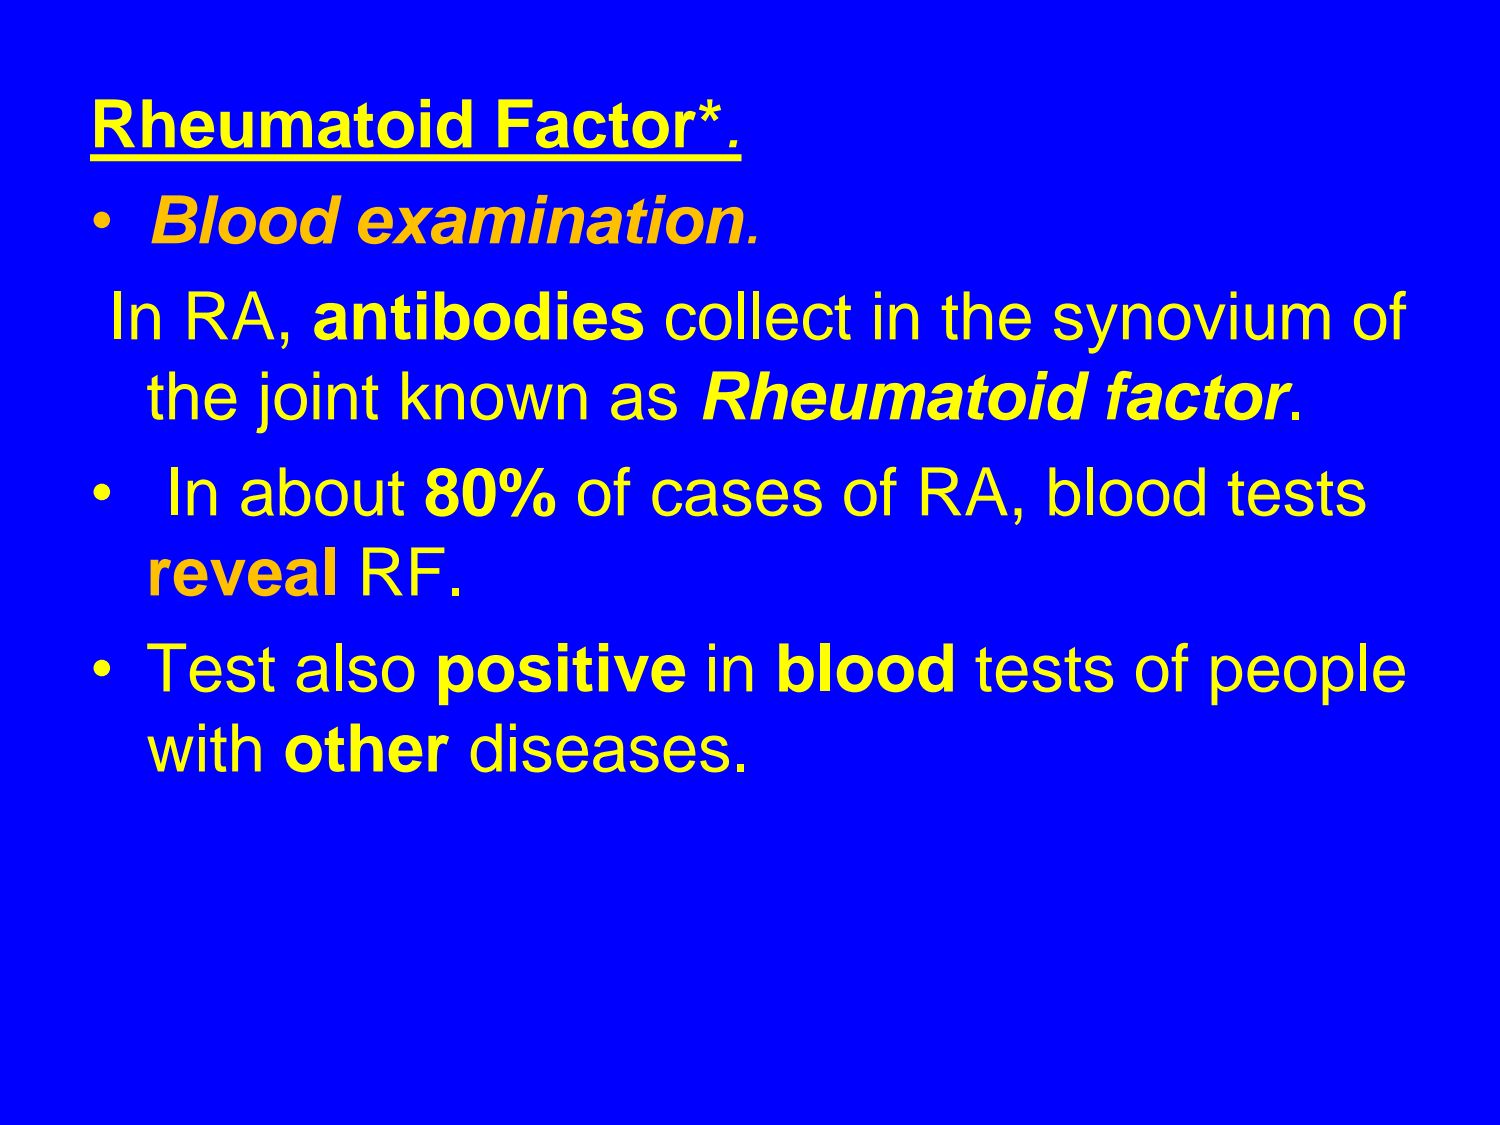 Rheumatoid Factor*.
• Blood examination.
In RA, antibodies collect in the synovium of
the joint known as Rheumatoid factor.
• In about 80% of cases of RA, blood tests
reveal RF.
• Test also positive in blood tests of people
with other diseases.